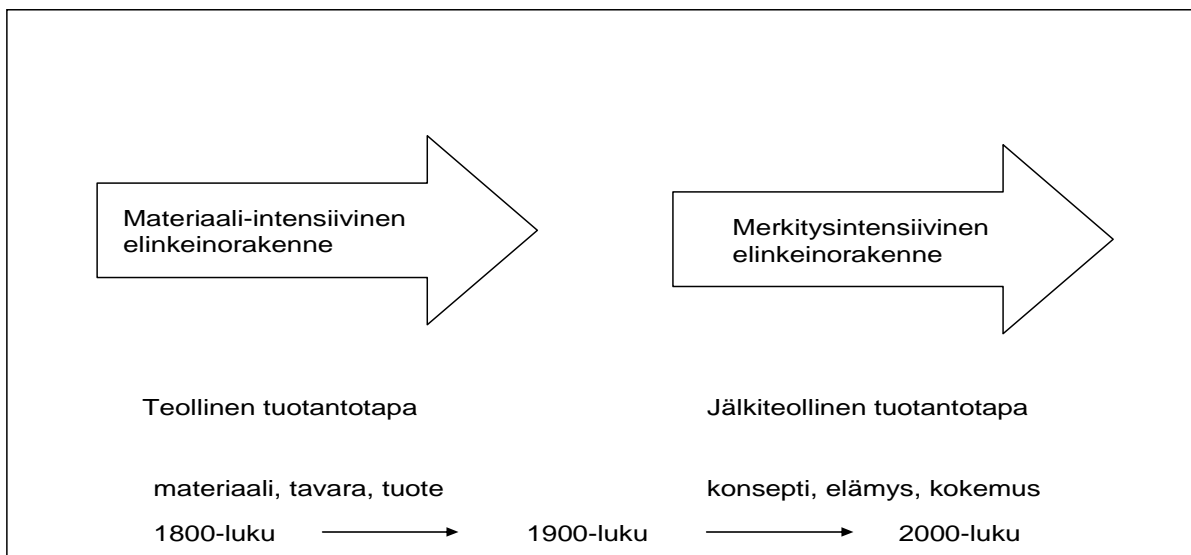 Materiaali-intensiivinen
elinkeinorakenne
Merkitysintensiivinen
elinkeinorakenne
Teollinen tuotantotapa
Jälkiteollinen tuotantotapa
materiaali, tavara, tuote
konsepti, elämys, kokemus
1800-luku
1900-luku
2000-luku